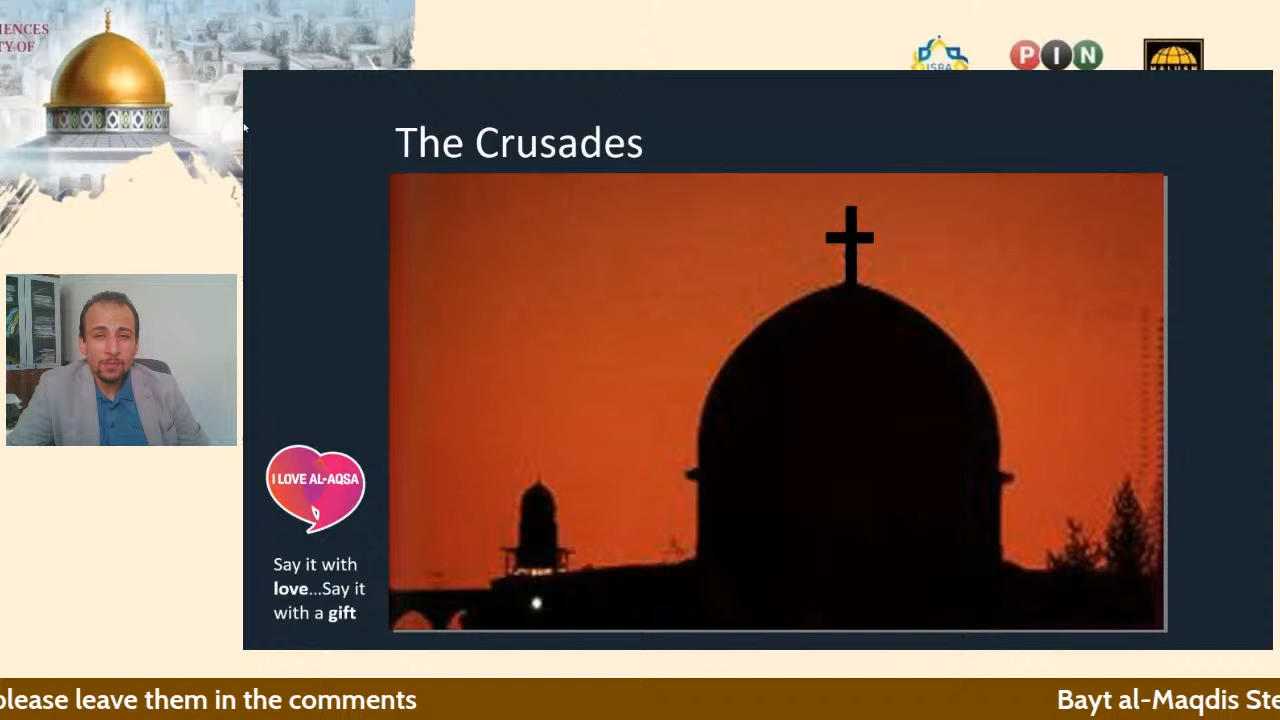 IENCES
TY OF
ISRA
P I N
The Crusades
I LOVE AL-AQSA
Say it with
love...Say it
with a gift
please leave them in the comments
Bayt al-Maqdis Ste